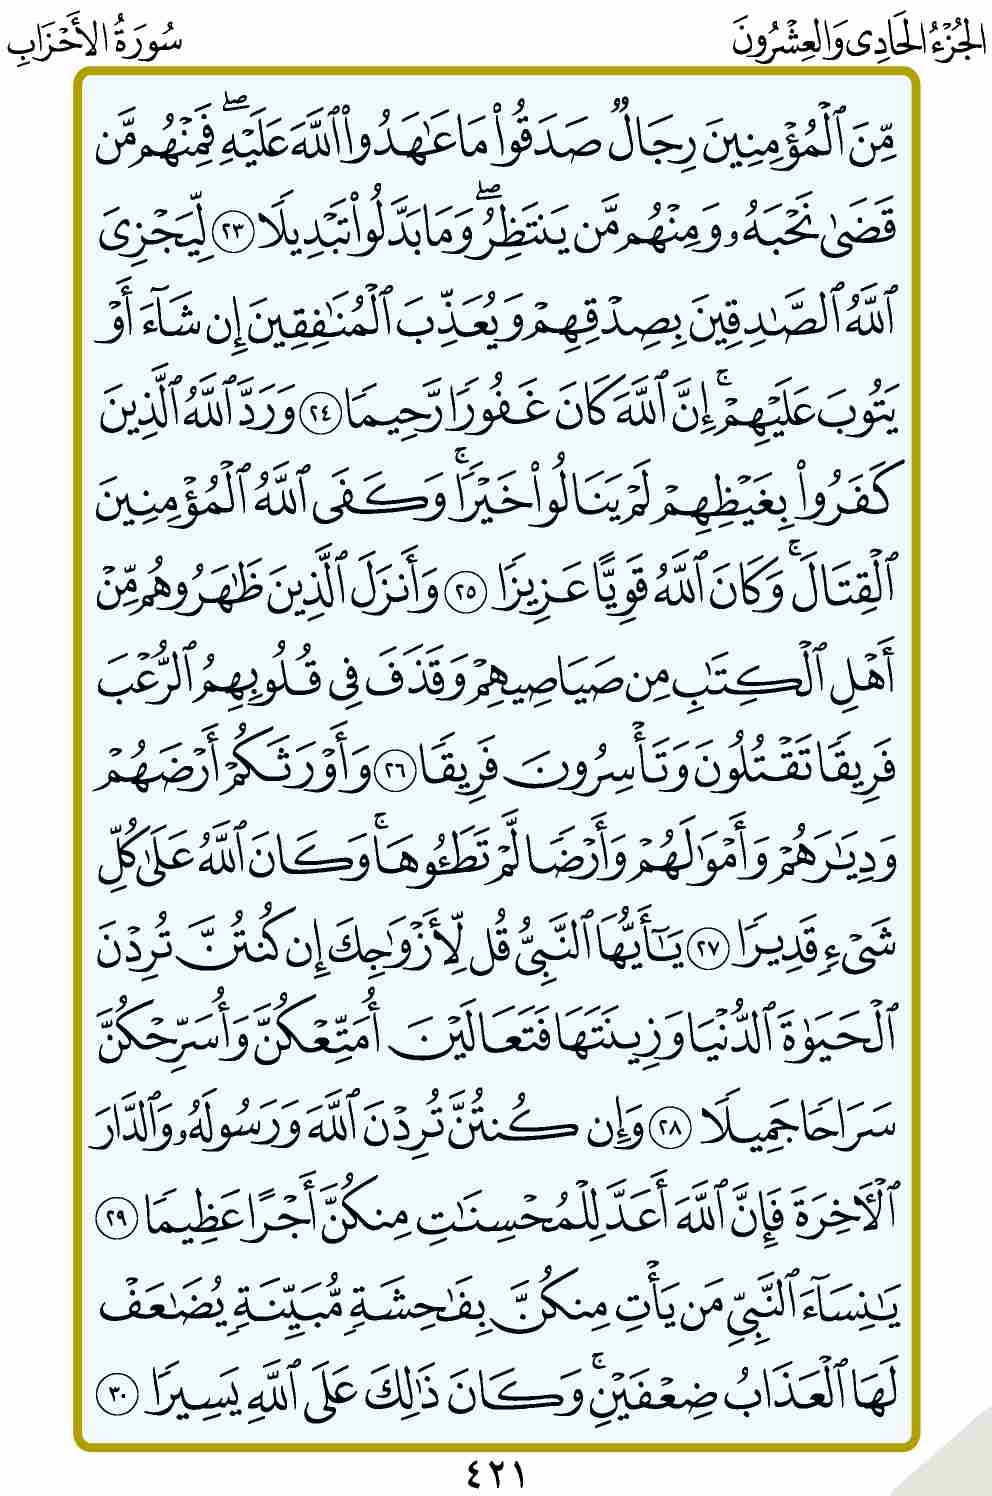 الجُزْءُ الحَادِى وَالعِشْرُونَ
سُورَةُ الأَحْزَابِ
مِّنَ ٱلْمُؤْمِنِينَ رِجَالٌ صَدَقُوا۟ مَا عَـٰهَدُوا۟ ٱللَّهَ عَلَيْهِ ۖ فَمِنْهُم مَّن
قَضَىٰ نَحْبَهُۥ وَمِنْهُم مَّن يَنتَظِرُ ۖ وَمَا بَدَّلُوا۟ تَبْدِيلًا ٢٣ لِّيَجْزِىَ
ٱللَّهُ ٱلصَّـٰدِقِينَ بِصِدْقِهِمْ وَيُعَذِّبَ ٱلْمُنَـٰفِقِينَ إِن شَآءَ أَوْ
يَتُوبَ عَلَيْهِمْ ۚ إِنَّ ٱللَّهَ كَانَ غَفُورًا رَّحِيمًا ٢٤ وَرَدَّ ٱللَّهُ ٱلَّذِينَ
كَفَرُوا۟ بِغَيْظِهِمْ لَمْ يَنَالُوا۟ خَيْرًا ۚ وَكَفَى ٱللَّهُ ٱلْمُؤْمِنِينَ
ٱلْقِتَالَ ۚ وَكَانَ ٱللَّهُ قَوِيًّا عَزِيزًا ٢٥ وَأَنزَلَ ٱلَّذِينَ ظَـٰهَرُوهُم مِّنْ
أَهْلِ ٱلْكِتَـٰبِ مِن صَيَاصِيهِمْ وَقَذَفَ فِى قُلُوبِهِمُ ٱلرُّعْبَ
فَرِيقًا تَقْتُلُونَ وَتَأْسِرُونَ فَرِيقًا ٢٦ وَأَوْرَثَكُمْ أَرْضَهُمْ
وَدِيَـٰرَهُمْ وَأَمْوَٰلَهُمْ وَأَرْضًا لَّمْ تَطَـُٔوهَا ۚ وَكَانَ ٱللَّهُ عَلَىٰ كُلِّ
شَىْءٍ قَدِيرًا ٢٧ يَـٰٓأَيُّهَا ٱلنَّبِىُّ قُل لِّأَزْوَٰجِكَ إِن كُنتُنَّ تُرِدْنَ
ٱلْحَيَوٰةَ ٱلدُّنْيَا وَزِينَتَهَا فَتَعَالَيْنَ أُمَتِّعْكُنَّ وَأُسَرِّحْكُنَّ
سَرَاحًا جَمِيلًا ٢٨ وَإِن كُنتُنَّ تُرِدْنَ ٱللَّهَ وَرَسُولَهُۥ وَٱلدَّارَ
ٱلْـَٔاخِرَةَ فَإِنَّ ٱللَّهَ أَعَدَّ لِلْمُحْسِنَـٰتِ مِنكُنَّ أَجْرًا عَظِيمًا ٢٩
يَـٰنِسَآءَ ٱلنَّبِىِّ مَن يَأْتِ مِنكُنَّ بِفَـٰحِشَةٍ مُّبَيِّنَةٍ يُضَـٰعَفْ
لَهَا ٱلْعَذَابُ ضِعْفَيْنِ ۚ وَكَانَ ذَٰلِكَ عَلَى ٱللَّهِ يَسِيرًا ٣٠
٤٢١